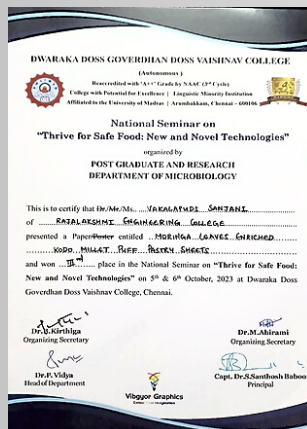 DWARAKA DOSS GOVERDHAN DOSS VAISHNAV COLLEGE
(Autonomous)
Reaccredited with 'A++' Grade by NAAC (3rd Cycle)
College with Potential for Excellence | Linguistic Minority Institution
Affiliated to the University of Madras | Arumbakkam, Chennai - 600106
National Seminar on
"Thrive for Safe Food: New and Novel Technologies"
organized by
POST GRADUATE AND RESEARCH
DEPARTMENT OF MICROBIOLOGY
This is to certify that Dr/Mr/Ms. VAKALAPUDI SANJANI
of RAJALAKSHMI ENGINEERING COLLEGE
presented a Paper/Poster entitled MORINGA LEAVES ENRICHED
KODO MILLET PUFF PASTRY SHEETS
and won III place in the National Seminar on "Thrive for Safe Food:
New and Novel Technologies" on 5th & 6th October, 2023 at Dwaraka Doss
Goverdhan Doss Vaishnav College, Chennai.
Dr.B.Kirthiga
Organizing Secretary
Dr.M.Abirami
Organizing Secretary
Dr.P. Vidya
Head of Department
Capt. Dr.S.Santhosh Baboo
Principal
Vibgyor Graphics